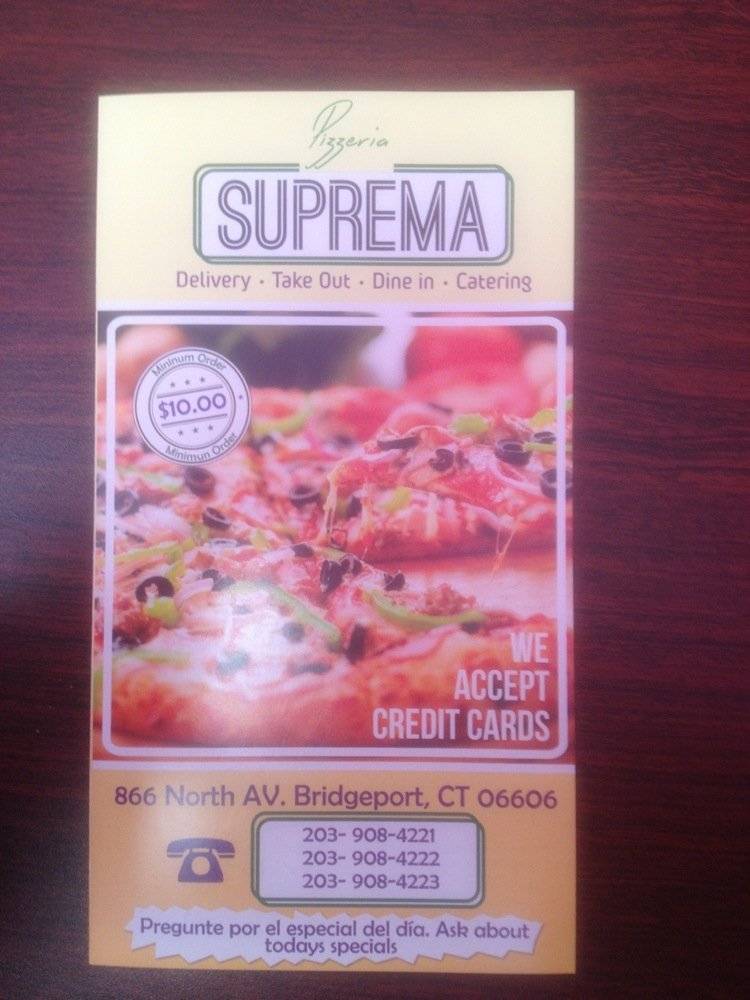 Pizzeria
SUPREMA
Delivery · Take Out · Dine in · Catering
Mininum Order
$10.00
Minimun Order
WE
ACCEPT
CREDIT CARDS
866 North AV. Bridgeport, CT 06606
203- 908-4221
203- 908-4222
203- 908-4223
Pregunte por el especial del día. Ask about
todays specials